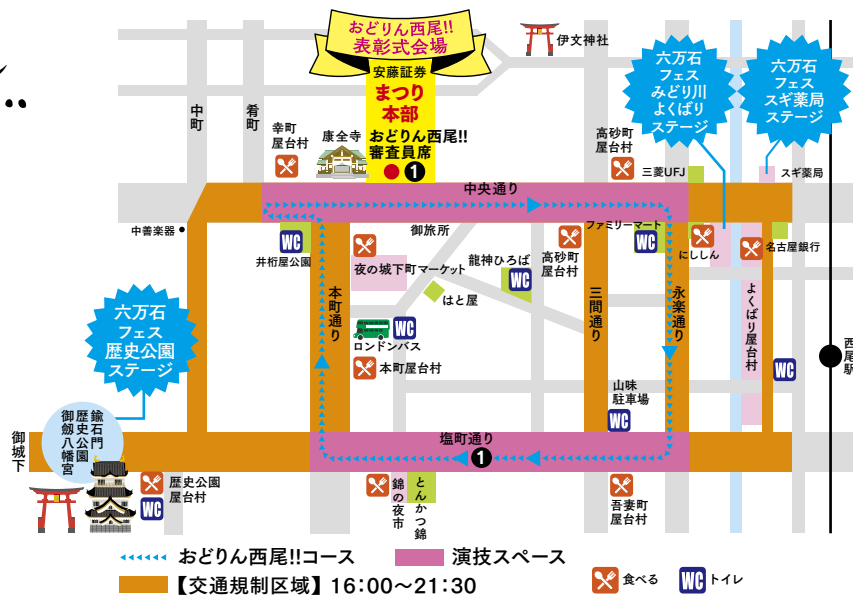 おどりん西尾!!
表彰式会場
安藤証券
まつり
本部
おどりん西尾!!
審査員席
❶
伊文神社
六万石
フェス
みどり川
よくばり
ステージ
六万石
フェス
スギ薬局
ステージ
中町
肴町
幸町
屋台村
康全寺
高砂町
屋台村
三菱UFJ
スギ薬局
中央通り
中善楽器
御旅所
WC
井桁屋公園
夜の城下町マーケット
龍神ひろば
WC
高砂町
屋台村
ファミリーマート
WC
にししん
名古屋銀行
はと屋
本町通り
三間通り
永楽通り
よくばり屋台村
六万石
フェス
歴史公園
ステージ
WC
ロンドンバス
本町屋台村
山味
駐車場
WC
WC
西尾駅
御城下
鍮石門
歴史公園
御劔八幡宮
塩町通り
❶
歴史公園
屋台村
WC
錦の夜市
とんかつ錦
吾妻町
屋台村
おどりん西尾!!コース
演技スペース
【交通規制区域】16:00〜21:30
食べる
WC
トイレ